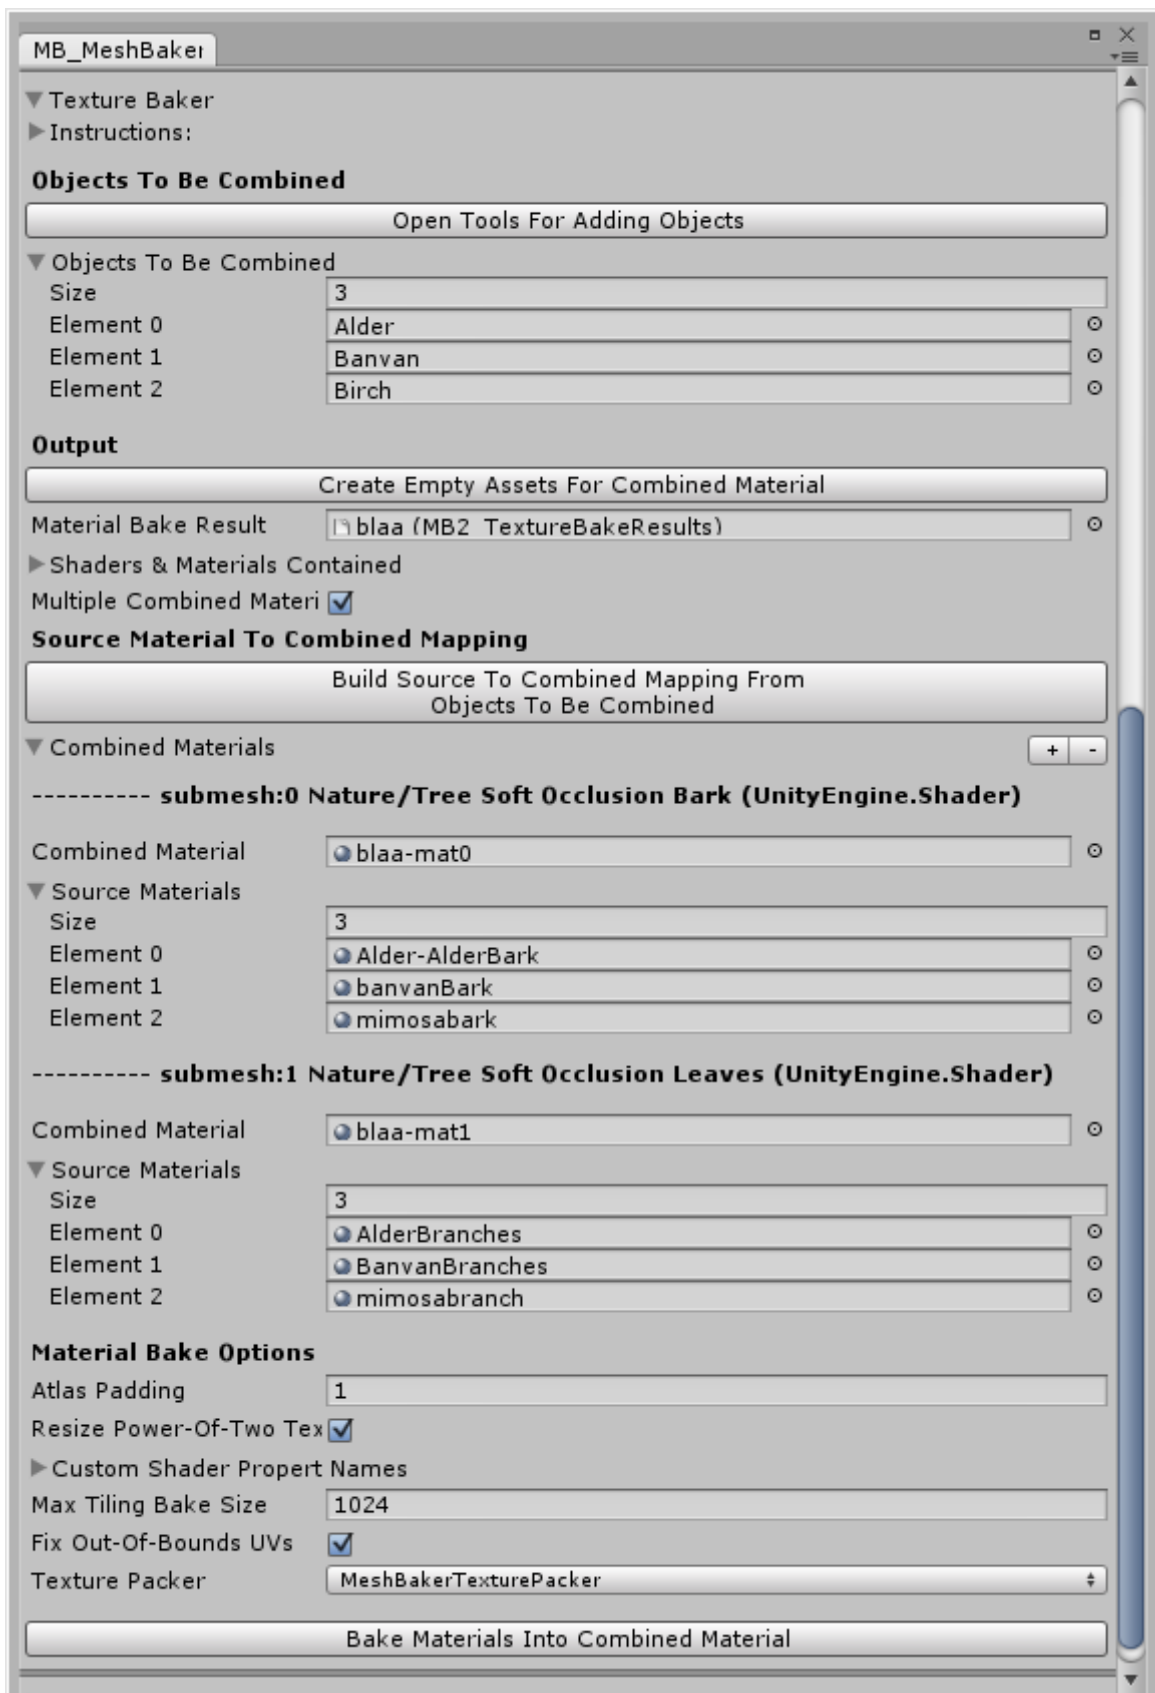 MB_MeshBaker
Texture Baker
Instructions:
Objects To Be Combined
Open Tools For Adding Objects
Objects To Be Combined
Size 3
Element 0 Alder
Element 1 Banvan
Element 2 Birch
Output
Create Empty Assets For Combined Material
Material Bake Result blaa (MB2 TextureBakeResults)
Shaders & Materials Contained
Multiple Combined Materi
Source Material To Combined Mapping
Build Source To Combined Mapping From
Objects To Be Combined
Combined Materials + -
---------- submesh:0 Nature/Tree Soft Occlusion Bark (UnityEngine.Shader)
Combined Material blaa-mat0
Source Materials
Size 3
Element 0 Alder-AlderBark
Element 1 banvanBark
Element 2 mimosabark
---------- submesh:1 Nature/Tree Soft Occlusion Leaves (UnityEngine.Shader)
Combined Material blaa-mat1
Source Materials
Size 3
Element 0 AlderBranches
Element 1 BanvanBranches
Element 2 mimosabranch
Material Bake Options
Atlas Padding 1
Resize Power-Of-Two Tex
Custom Shader Propert Names
Max Tiling Bake Size 1024
Fix Out-Of-Bounds UVs
Texture Packer MeshBakerTexturePacker
Bake Materials Into Combined Material